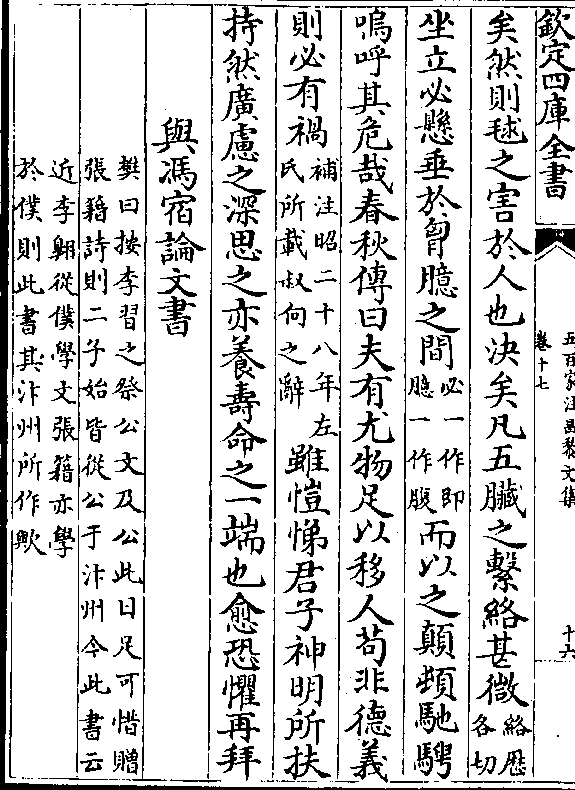 欽定四庫全書
五百家注昌黎文集
卷十七
十六
矣然則毬之害於人也決矣凡五臟之繫絡甚微絡歷各切
坐立必懸垂於胷臆之間必一作即臆一作腹而以之顛頓馳騁
嗚呼其危哉春秋傳曰夫有尤物足以移人苟非德義
則必有禍補注昭二十八年左氏所載叔向之辭雖愷悌君子神明所扶
持然廣慮之深思之亦養壽命之一端也愈恐懼再拜
與馮宿論文書
樊曰按李習之祭公文及公此日足可惜贈
張籍詩則二子始皆從公于汴州今此書云
近李翺從僕學文張籍亦學
於僕則此書其汴州所作歟